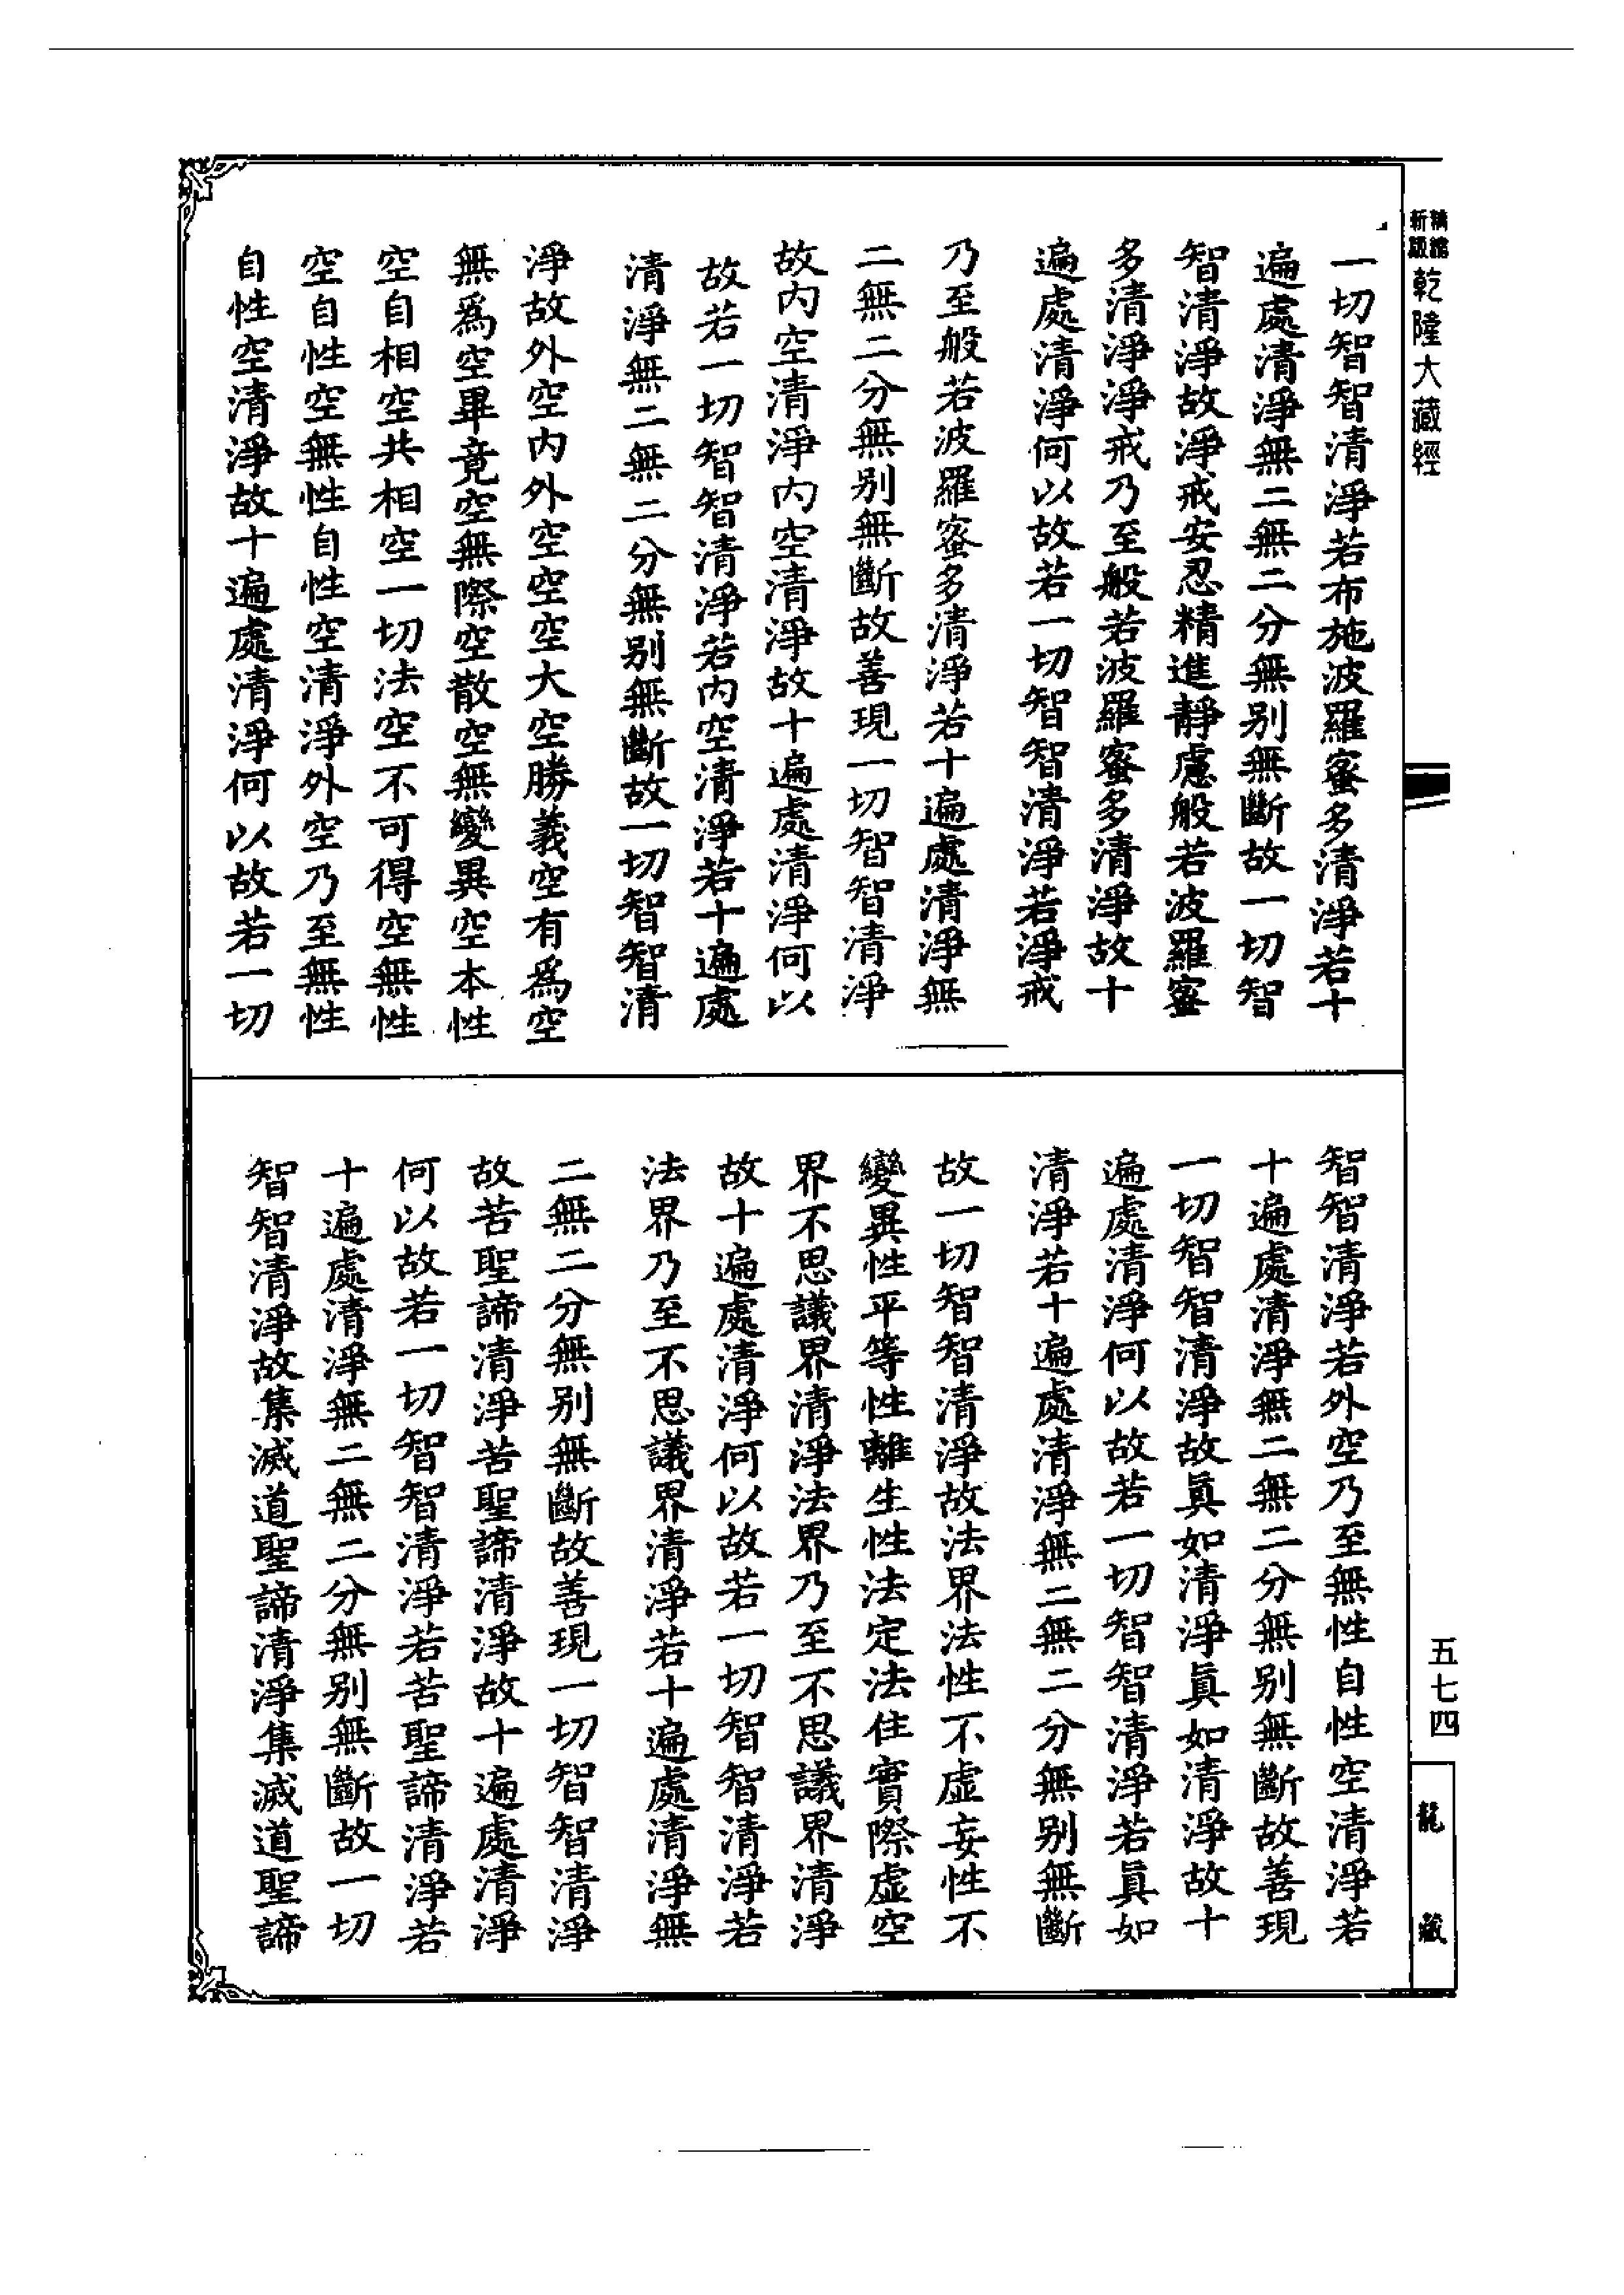 精縮新版乾隆大藏經
一切智智清淨若布施波羅蜜多清淨若十
遍處清淨無二無二分無別無斷故一切智
智清淨故淨戒安忍精進靜慮般若波羅蜜
多清淨淨戒乃至般若波羅蜜多清淨故十
遍處清淨何以故若一切智智清淨若淨戒
乃至般若波羅蜜多清淨若十遍處清淨無
二無二分無別無斷故善現一切智智清淨
故內空清淨內空清淨故十遍處清淨何以
故若一切智智清淨若內空清淨若十遍處
清淨無二無二分無別無斷故一切智智清
淨故外空內外空空空大空勝義空有爲空
無爲空畢竟空無際空散空無變異空本性
空自相空共相空一切法空不可得空無性
空自性空無性自性空清淨外空乃至無性
自性空清淨故十遍處清淨何以故若一切
智智清淨若外空乃至無性自性空清淨若
十遍處清淨無二無二分無別無斷故善現
一切智智清淨故眞如清淨眞如清淨故十
遍處清淨何以故若一切智智清淨若眞如
清淨若十遍處清淨無二無二分無別無斷
故一切智智清淨故法界法性不虛妄性不
變異性平等性離生性法定法住實際虛空
界不思議界清淨法界乃至不思議界清淨
故十遍處清淨何以故若一切智智清淨若
法界乃至不思議界清淨若十遍處清淨無
二無二分無別無斷故善現一切智智清淨
故苦聖諦清淨苦聖諦清淨故十遍處清淨
何以故若一切智智清淨若苦聖諦清淨若
十遍處清淨無二無二分無別無斷故一切
智智清淨故集滅道聖諦清淨集滅道聖諦
五七四
龍藏